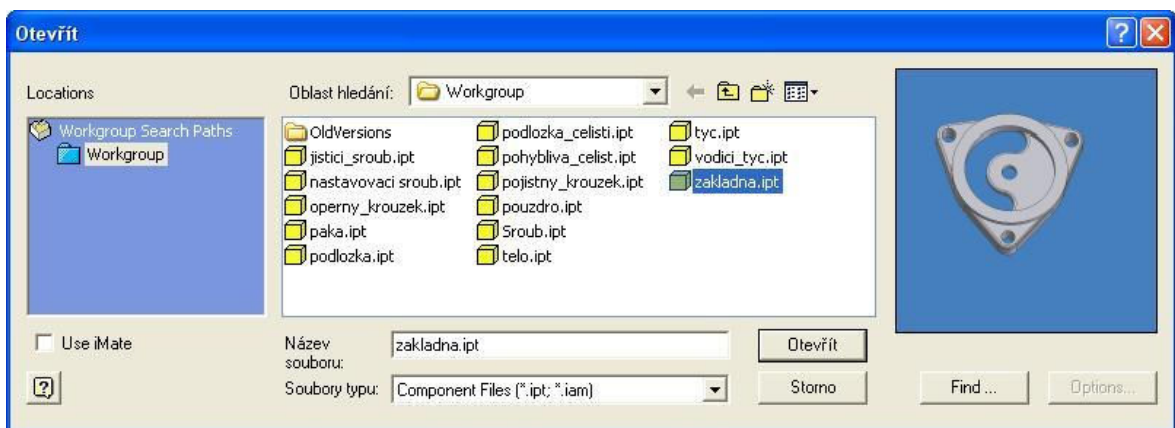 Otevřít
Locations
Workgroup Search Paths
Workgroup
Oblast hledání: Workgroup
OldVersions
jistici_sroub.ipt
nastavovaci sroub.ipt
operny_krouzek.ipt
paka.ipt
podlozka.ipt
podlozka_celisti.ipt
pohybliva_celist.ipt
pojistny_krouzek.ipt
pouzdro.ipt
Sroub.ipt
telo.ipt
tyc.ipt
vodici_tyc.ipt
zakladna.ipt
Use iMate
Název souboru: zakladna.ipt
Otevřít
Soubory typu: Component Files (*.ipt; *.iam)
Storno
Find ...
Options...